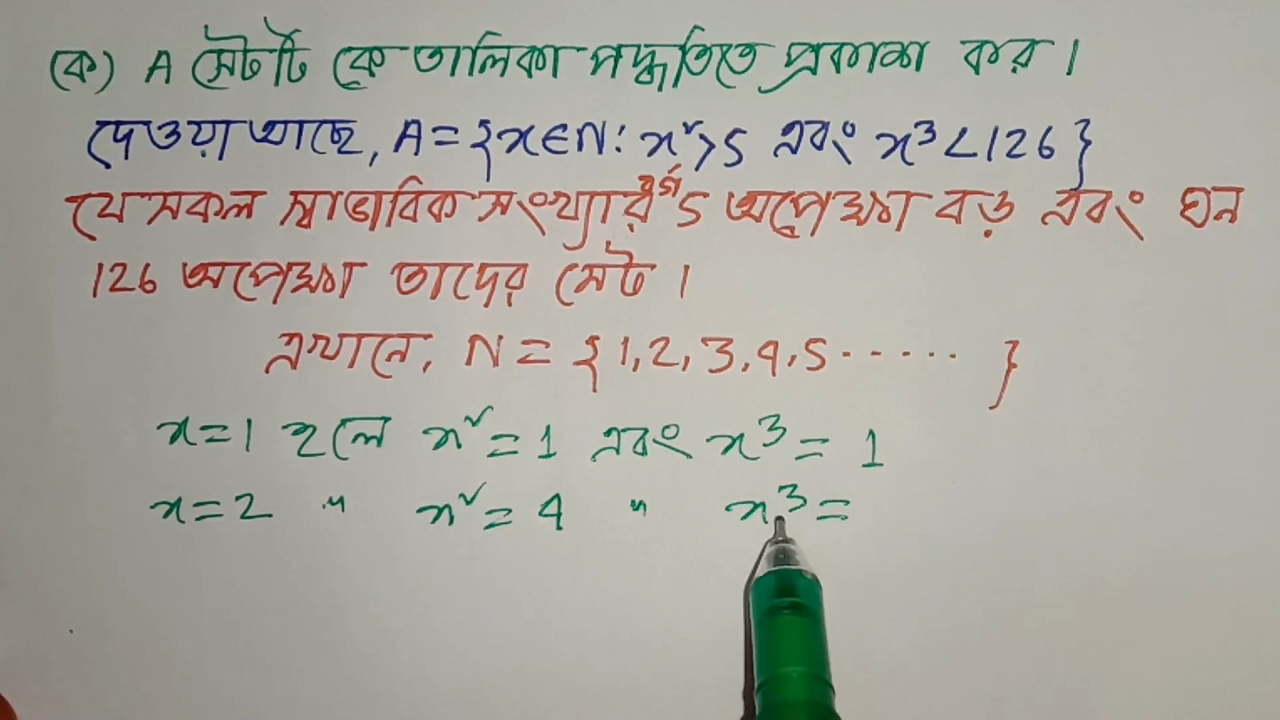 (ক) A সেটটি কে তালিকা পদ্ধতিতে প্রকাশ কর ।
দেওয়া আছে, A = {x ∈ N : x² > 5 এবং x³ < 126}
যে সকল স্বাভাবিক সংখ্যার বর্গ 5 অপেক্ষা বড় এবং ঘন
126 অপেক্ষা তাদের সেট ।
এখানে, N = {1, 2, 3, 4, 5 ...... }
x = 1 হলে x² = 1 এবং x³ = 1
x = 2 " x² = 4 " x³ =